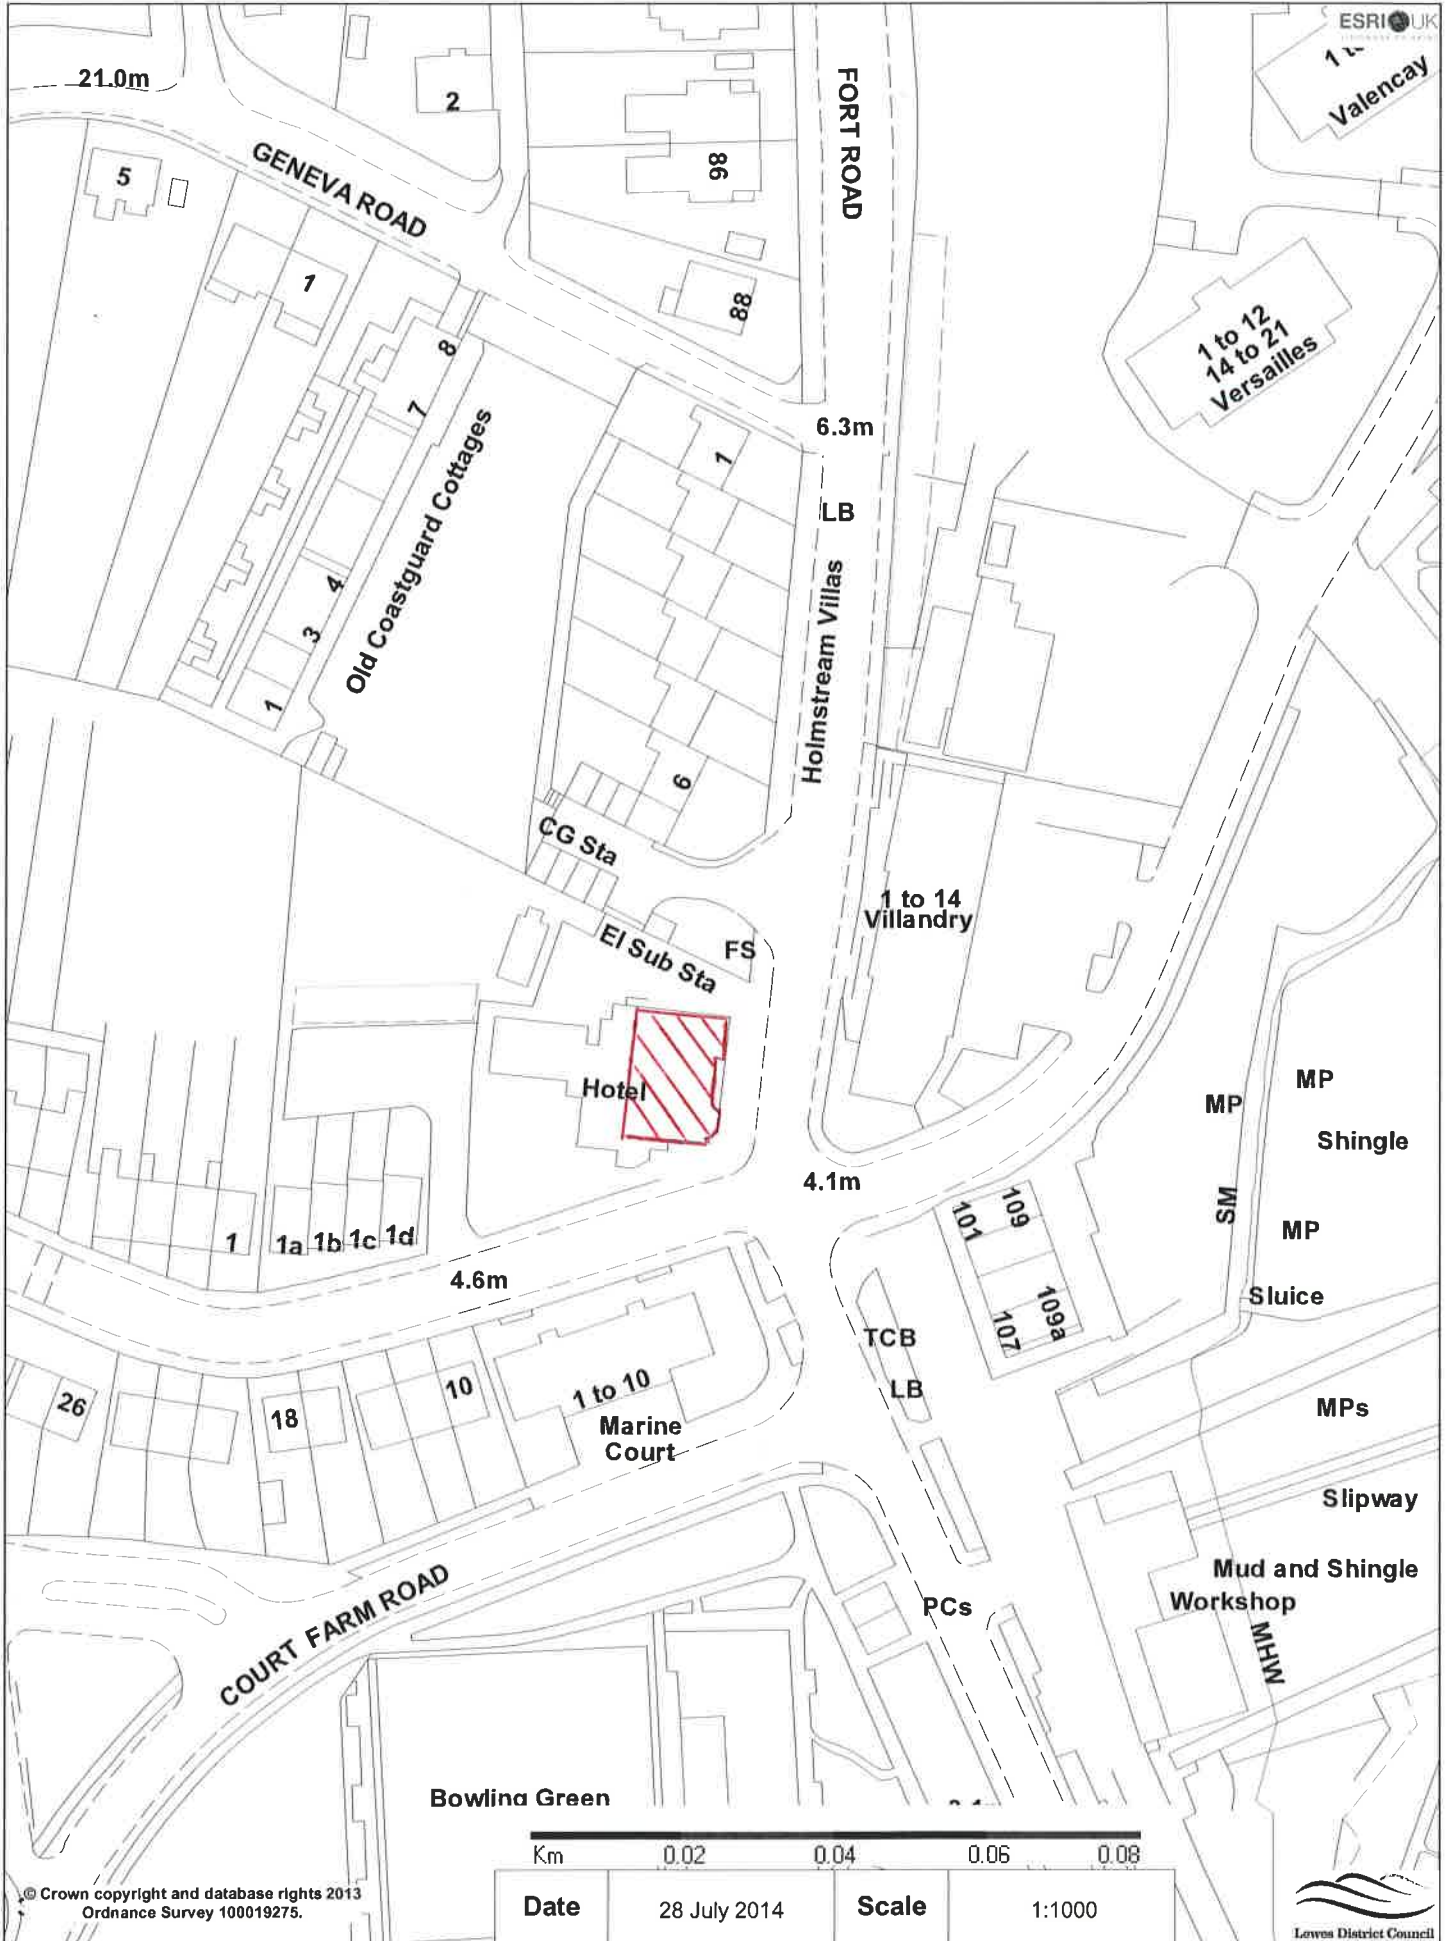 ESRI UK
21.0m
2
FORT ROAD
Valencay
GENEVA ROAD
5
86
1
88
1 to 12
14 to 21
Versailles
8
7
6.3m
1
LB
Old Coastguard Cottages
4
3
1
Holmstream Villas
6
CG Sta
1 to 14
Villandry
El Sub Sta
FS
Hotel
MP
MP
Shingle
4.1m
SM
101
109
MP
1
1a
1b
1c
1d
4.6m
Sluice
107
109a
TCB
LB
26
18
10
1 to 10
Marine
Court
MPs
Slipway
Mud and Shingle
Workshop
MHW
COURT FARM ROAD
PCs
Bowling Green
Km 0.02 0.04 0.06 0.08
© Crown copyright and database rights 2013
Ordnance Survey 100019275.
Date 28 July 2014 Scale 1:1000
Lewes District Council